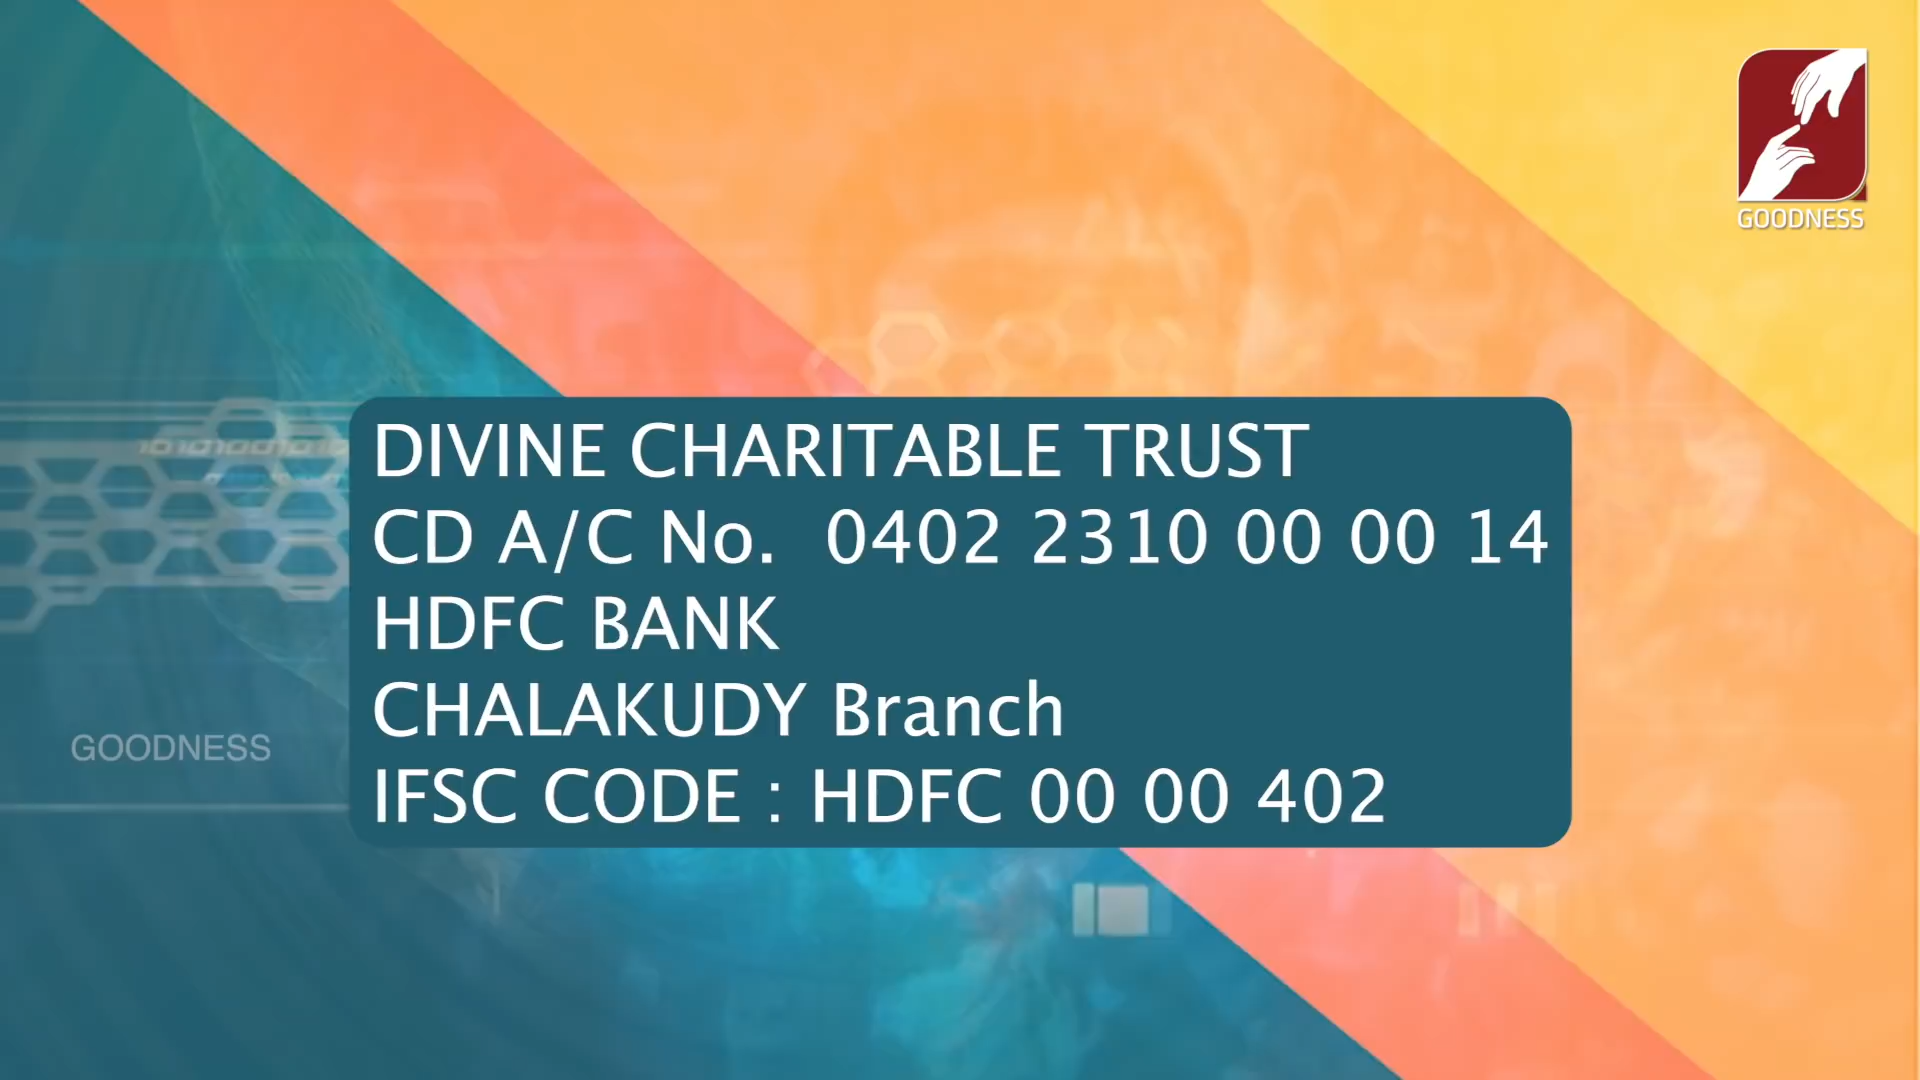 GOODNESS
DIVINE CHARITABLE TRUST
CD A/C No. 0402 2310 00 00 14
HDFC BANK
CHALAKUDY Branch
IFSC CODE : HDFC 00 00 402
GOODNESS